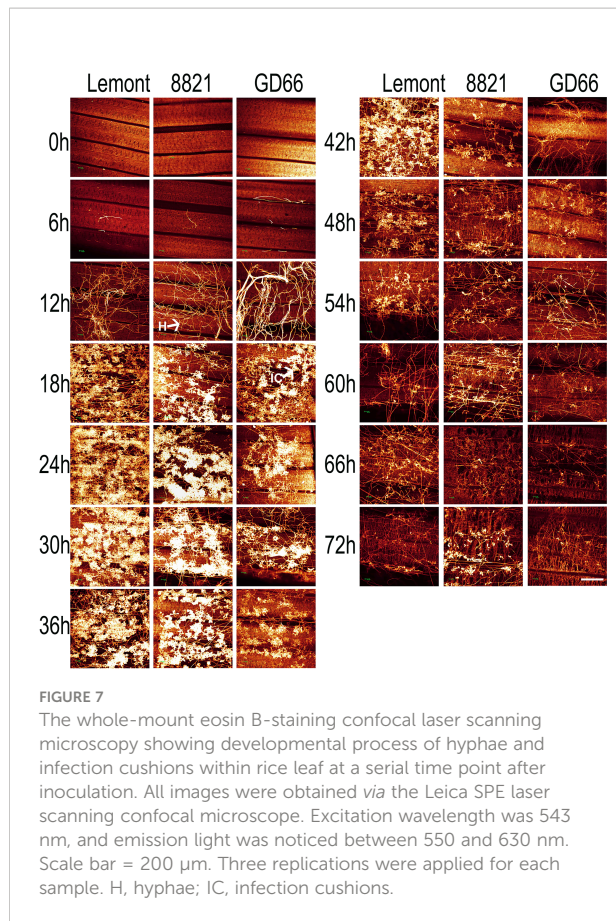 Lemont 8821 GD66
0h
6h
12h
H
18h
IC
24h
30h
36h
Lemont 8821 GD66
42h
48h
54h
60h
66h
72h
FIGURE 7
The whole-mount eosin B-staining confocal laser scanning
microscopy showing developmental process of hyphae and
infection cushions within rice leaf at a serial time point after
inoculation. All images were obtained via the Leica SPE laser
scanning confocal microscope. Excitation wavelength was 543
nm, and emission light was noticed between 550 and 630 nm.
Scale bar = 200 µm. Three replications were applied for each
sample. H, hyphae; IC, infection cushions.